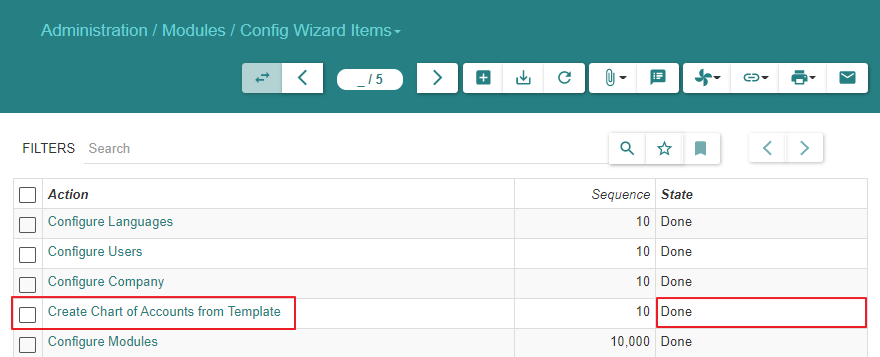 Administration / Modules / Config Wizard Items
_ / 5
FILTERS Search
Action Sequence State
Configure Languages 10 Done
Configure Users 10 Done
Configure Company 10 Done
Create Chart of Accounts from Template 10 Done
Configure Modules 10,000 Done